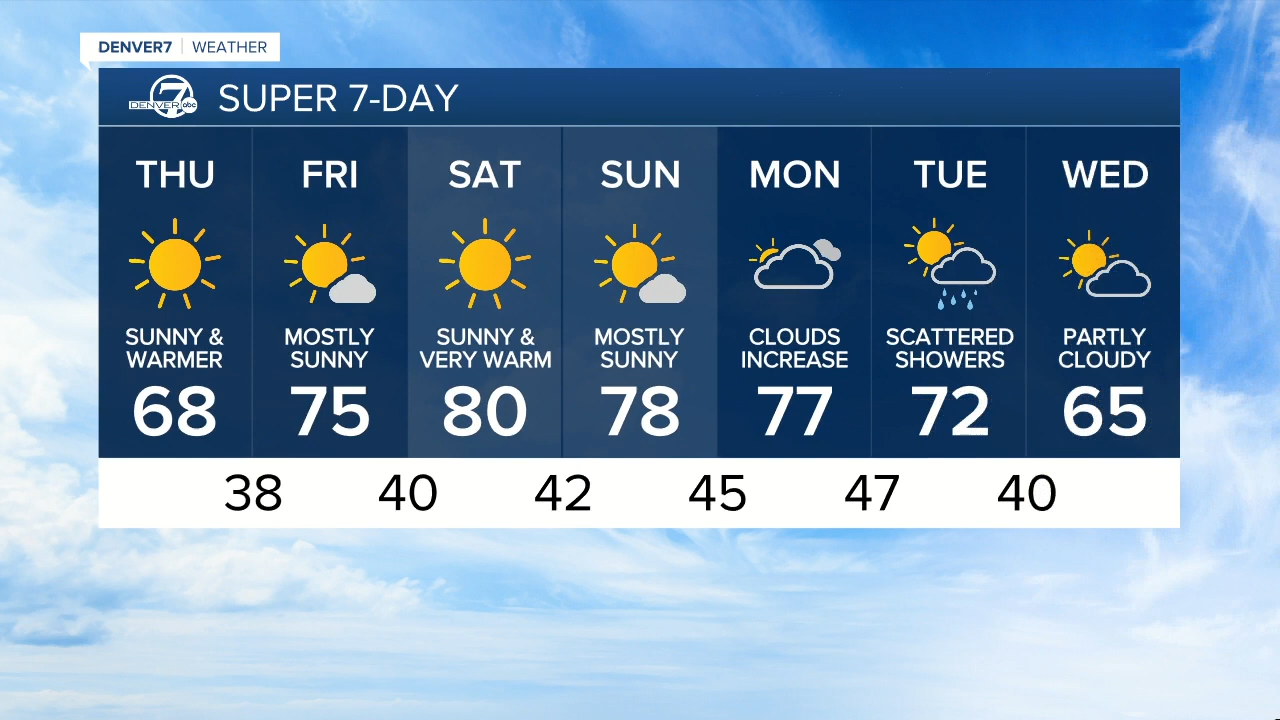 DENVER7 | WEATHER
7
DENVER abc
SUPER 7-DAY
THU FRI SAT SUN MON TUE WED
SUNNY & MOSTLY SUNNY & MOSTLY CLOUDS SCATTERED PARTLY
WARMER SUNNY VERY WARM SUNNY INCREASE SHOWERS CLOUDY
68 75 80 78 77 72 65
38 40 42 45 47 40